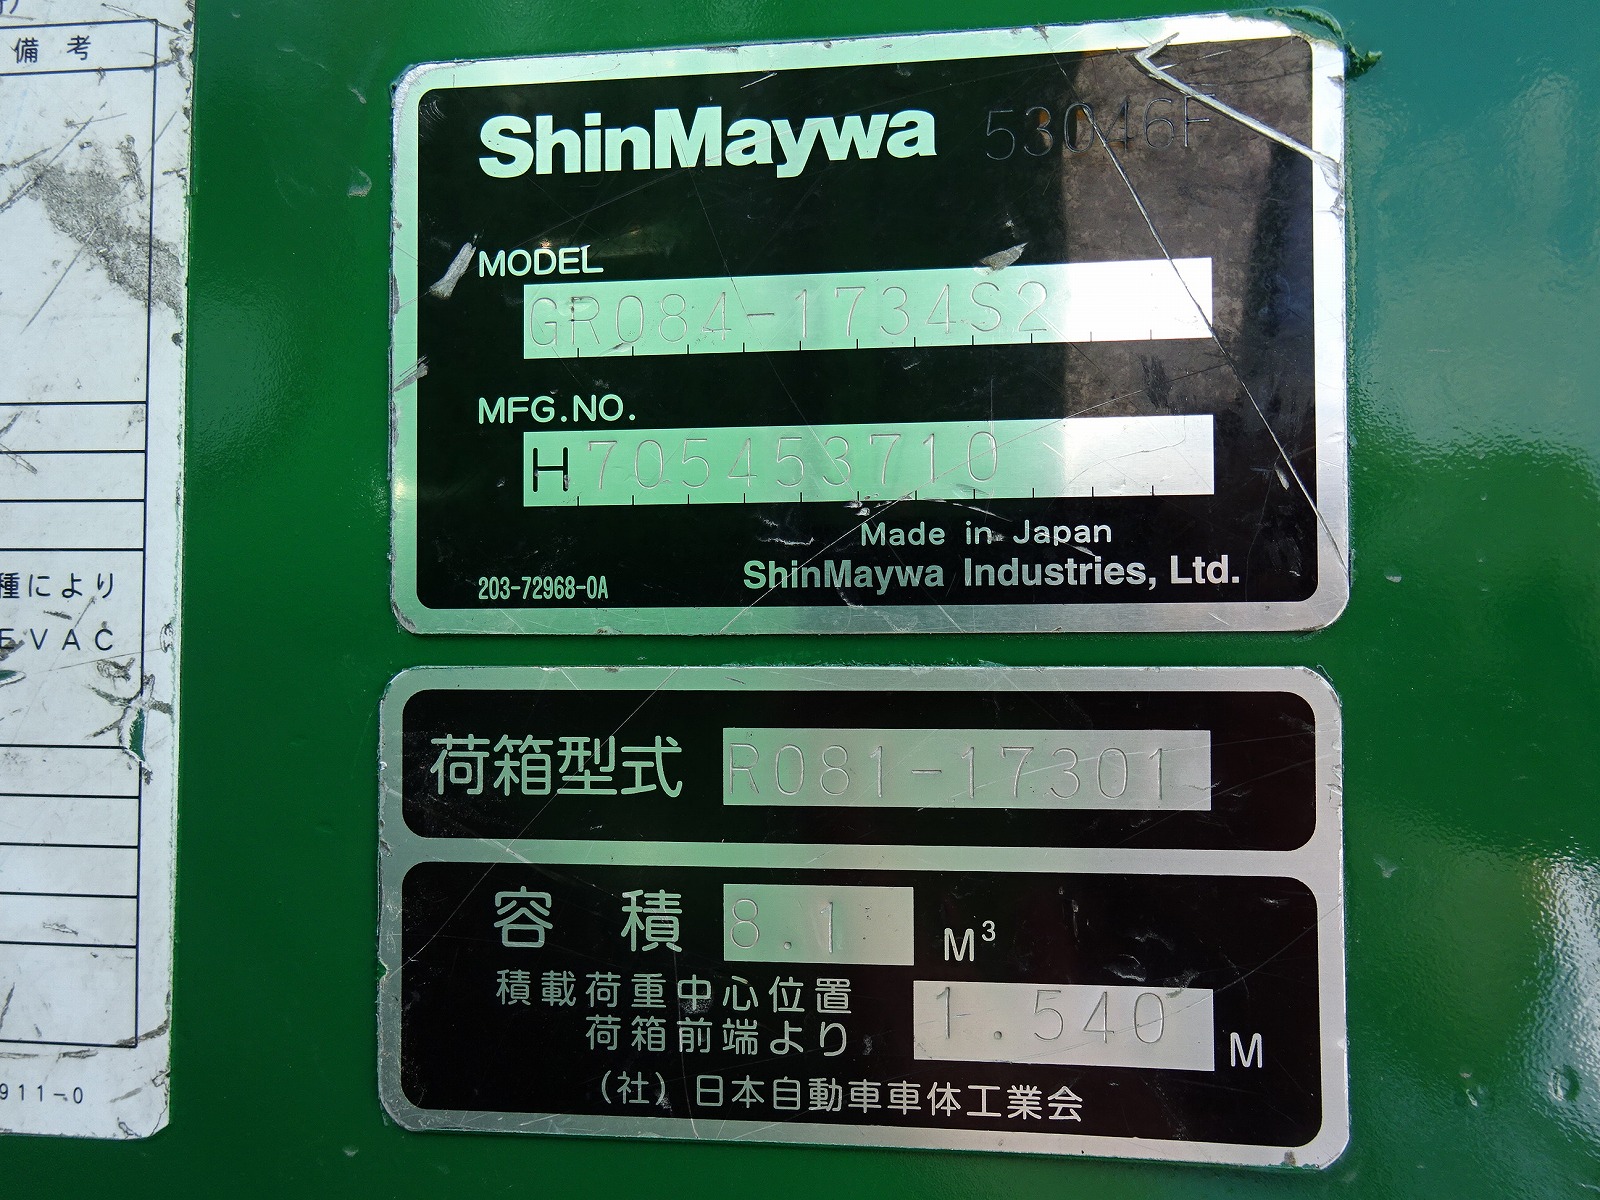 備考
種により
EVAC
911-0
ShinMaywa 53046F
MODEL
GR084-1734S2
MFG.NO.
H705453710
Made in Japan
203-72968-0A ShinMaywa Industries, Ltd.
荷箱型式 R081-17301
容積 8.1 M³
積載荷重中心位置
荷箱前端より 1.540 M
(社)日本自動車車体工業会